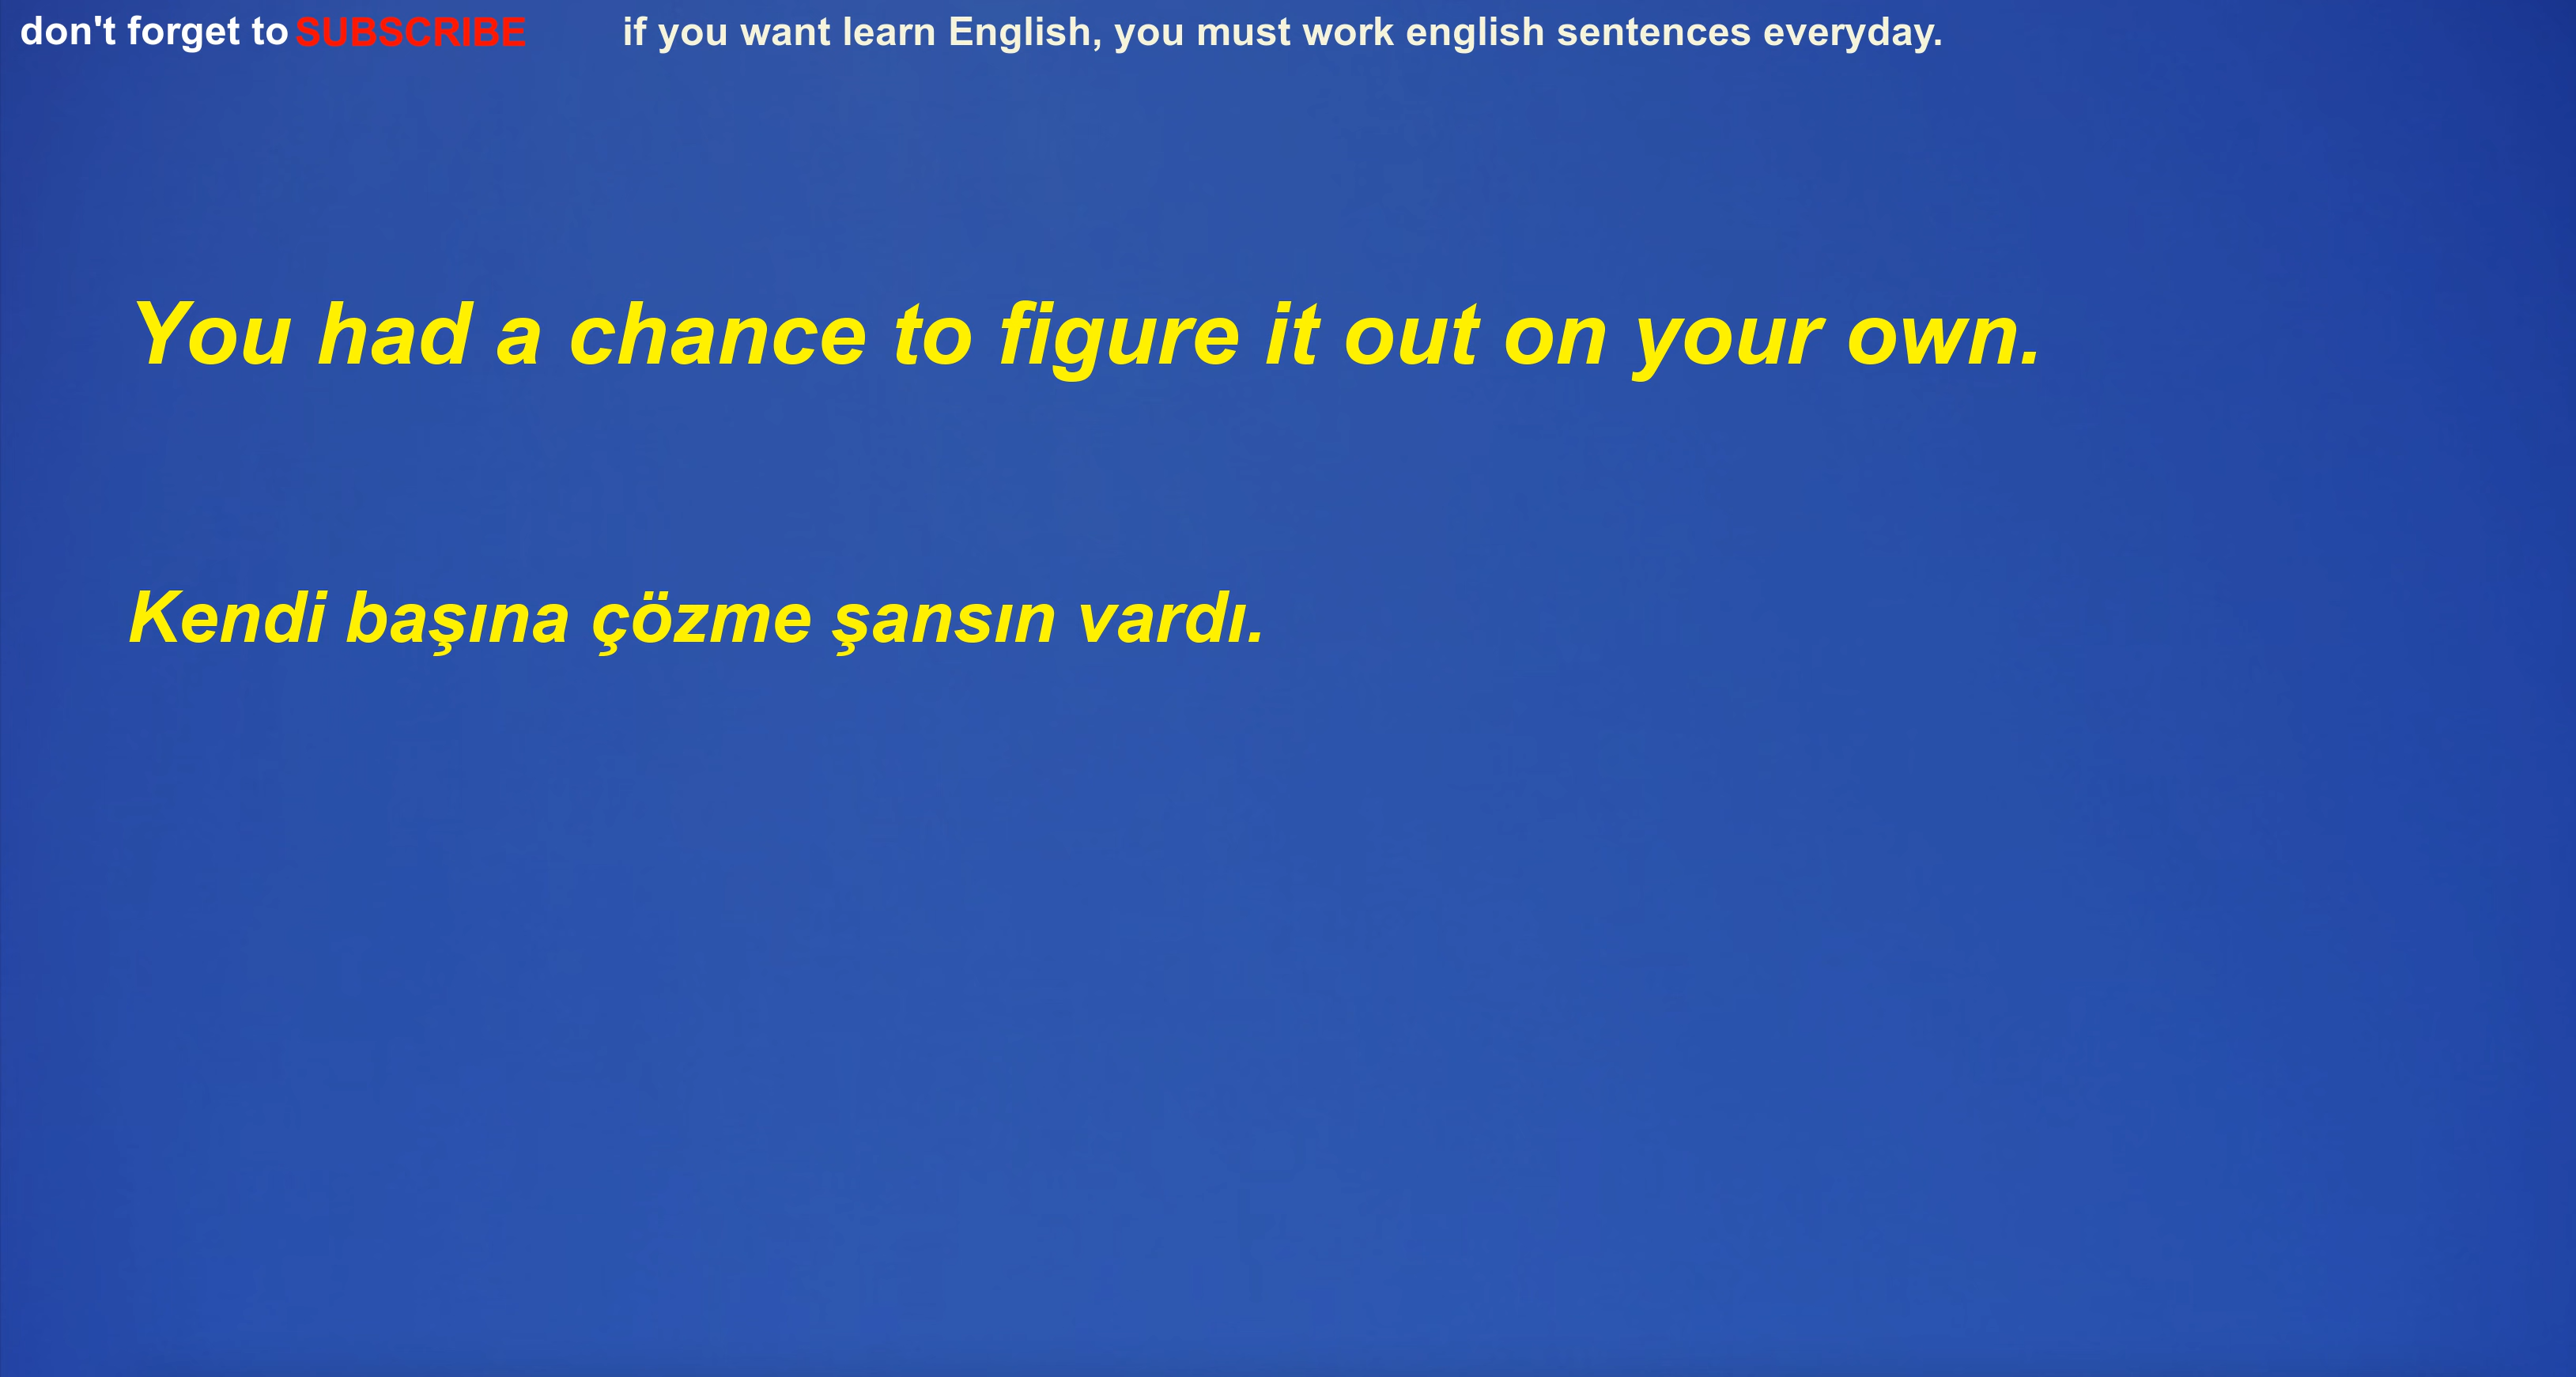 don't forget to SUBSCRIBE if you want learn English, you must work english sentences everyday.
You had a chance to figure it out on your own.
Kendi başına çözme şansın vardı.